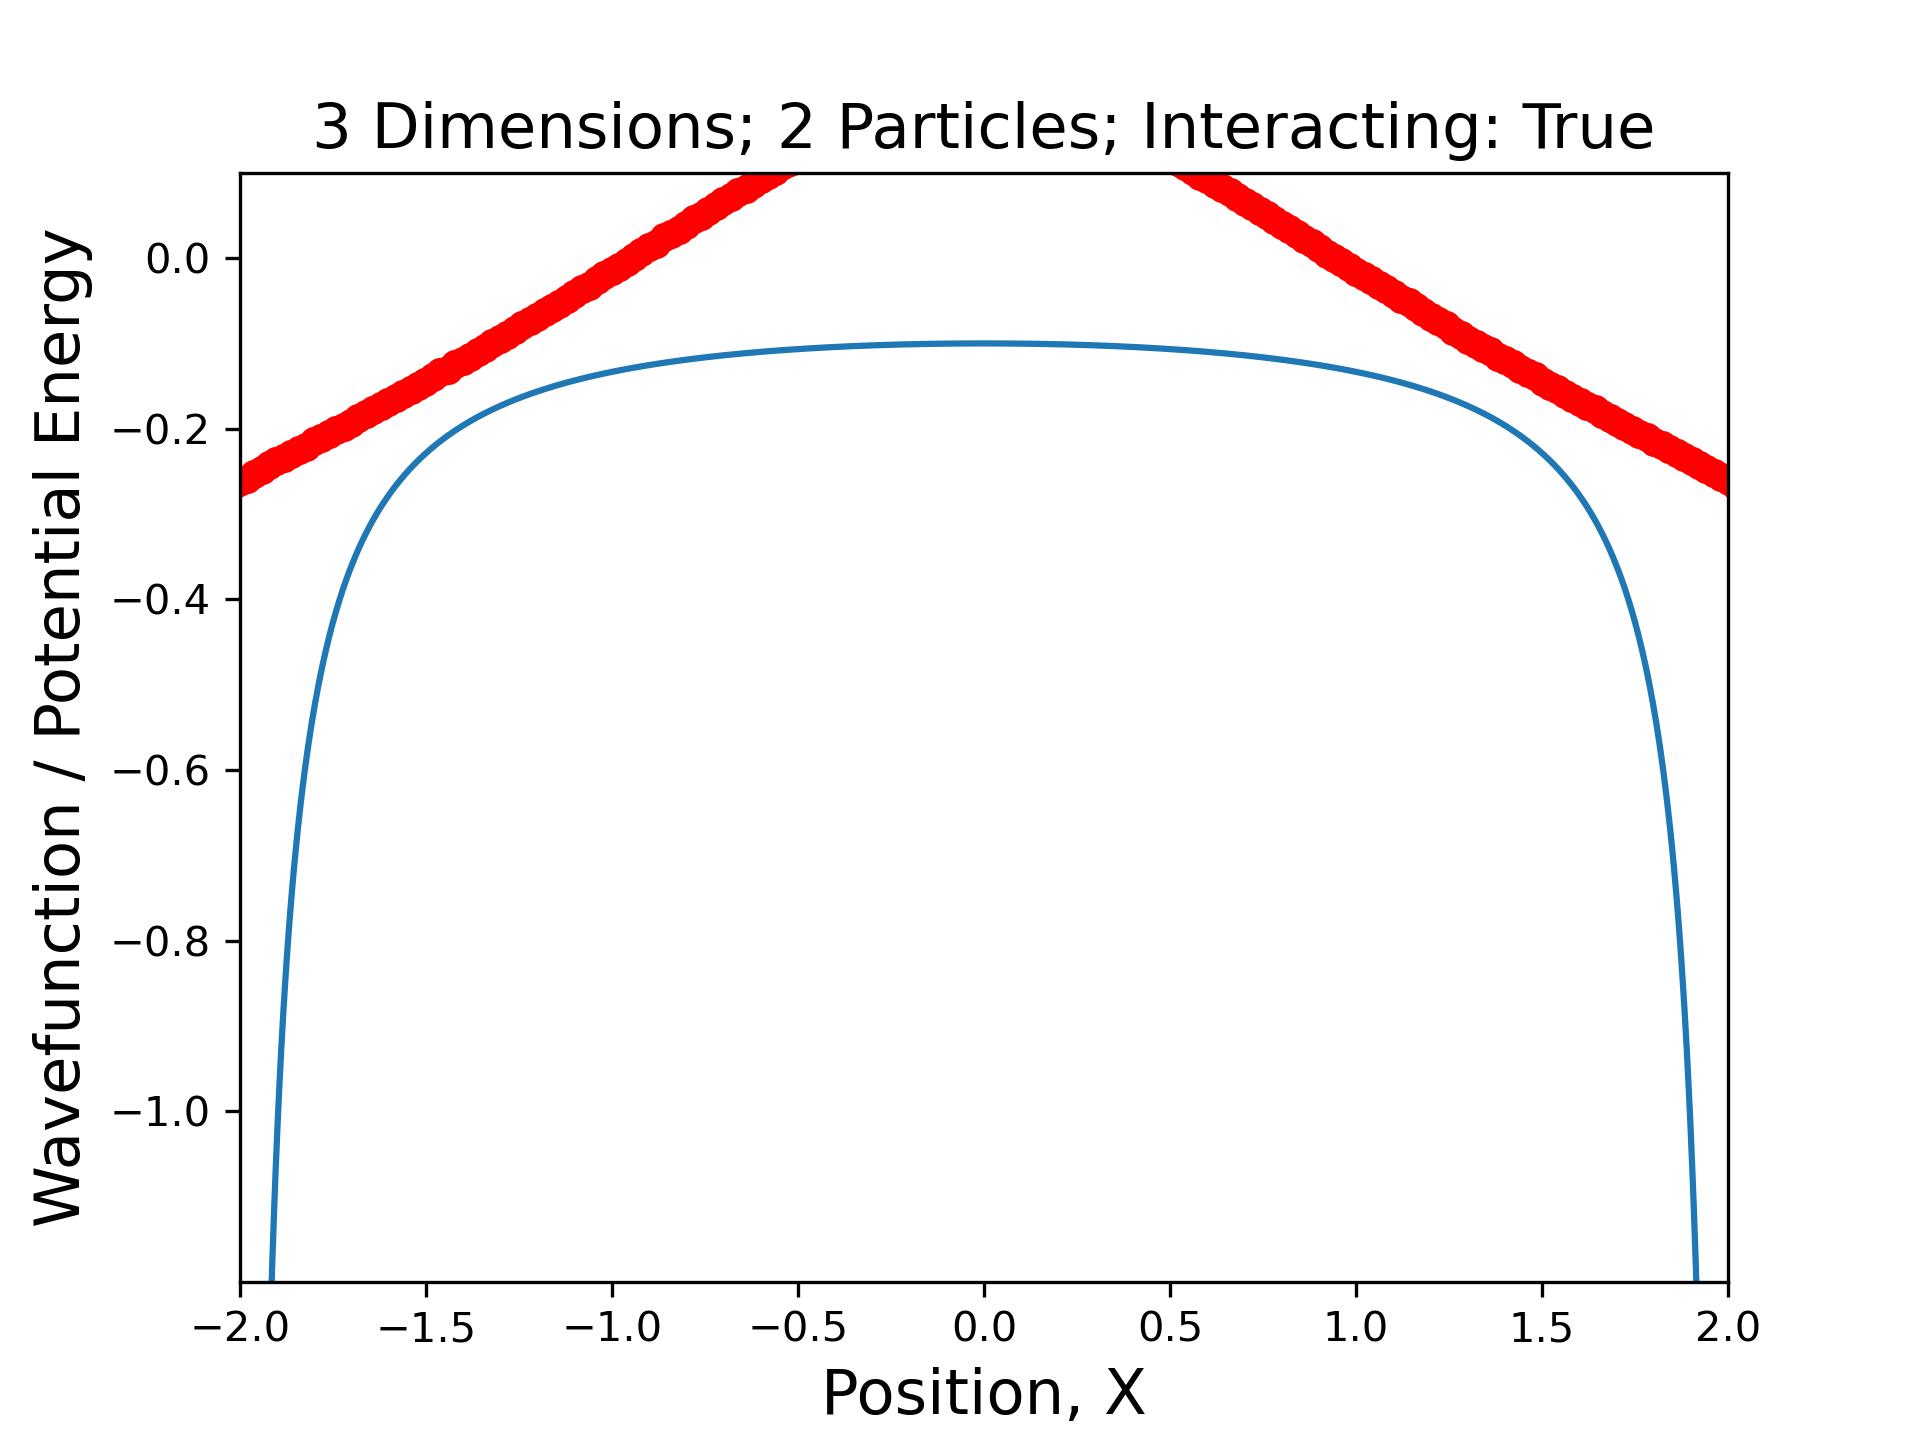 3 Dimensions; 2 Particles; Interacting: True
Wavefunction / Potential Energy
0.0
−0.2
−0.4
−0.6
−0.8
−1.0
−2.0 −1.5 −1.0 −0.5 0.0 0.5 1.0 1.5 2.0
Position, X